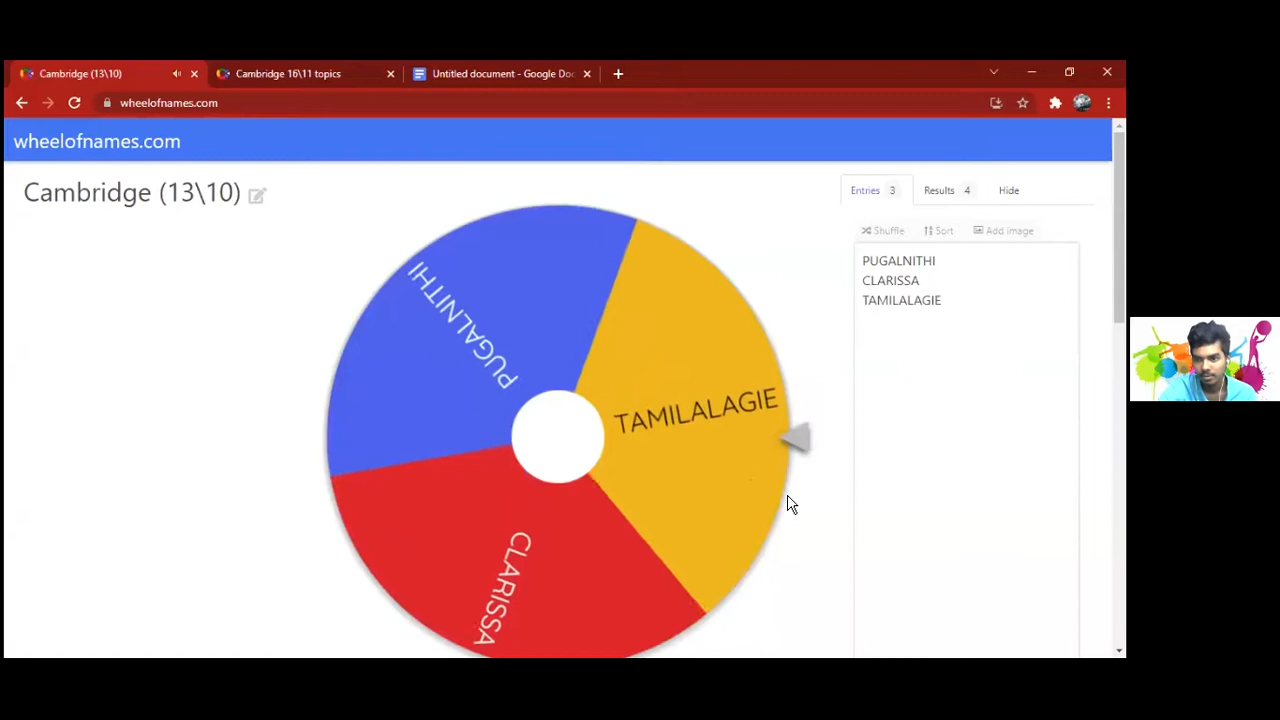 Cambridge (13\10)
Cambridge 16\11 topics
Untitled document - Google Doc
wheelofnames.com
wheelofnames.com
Cambridge (13\10)
Entries 3
Results 4
Hide
Shuffle
Sort
Add image
PUGALNITHI
CLARISSA
TAMILALAGIE
PUGALNITHI
TAMILALAGIE
CLARISSA